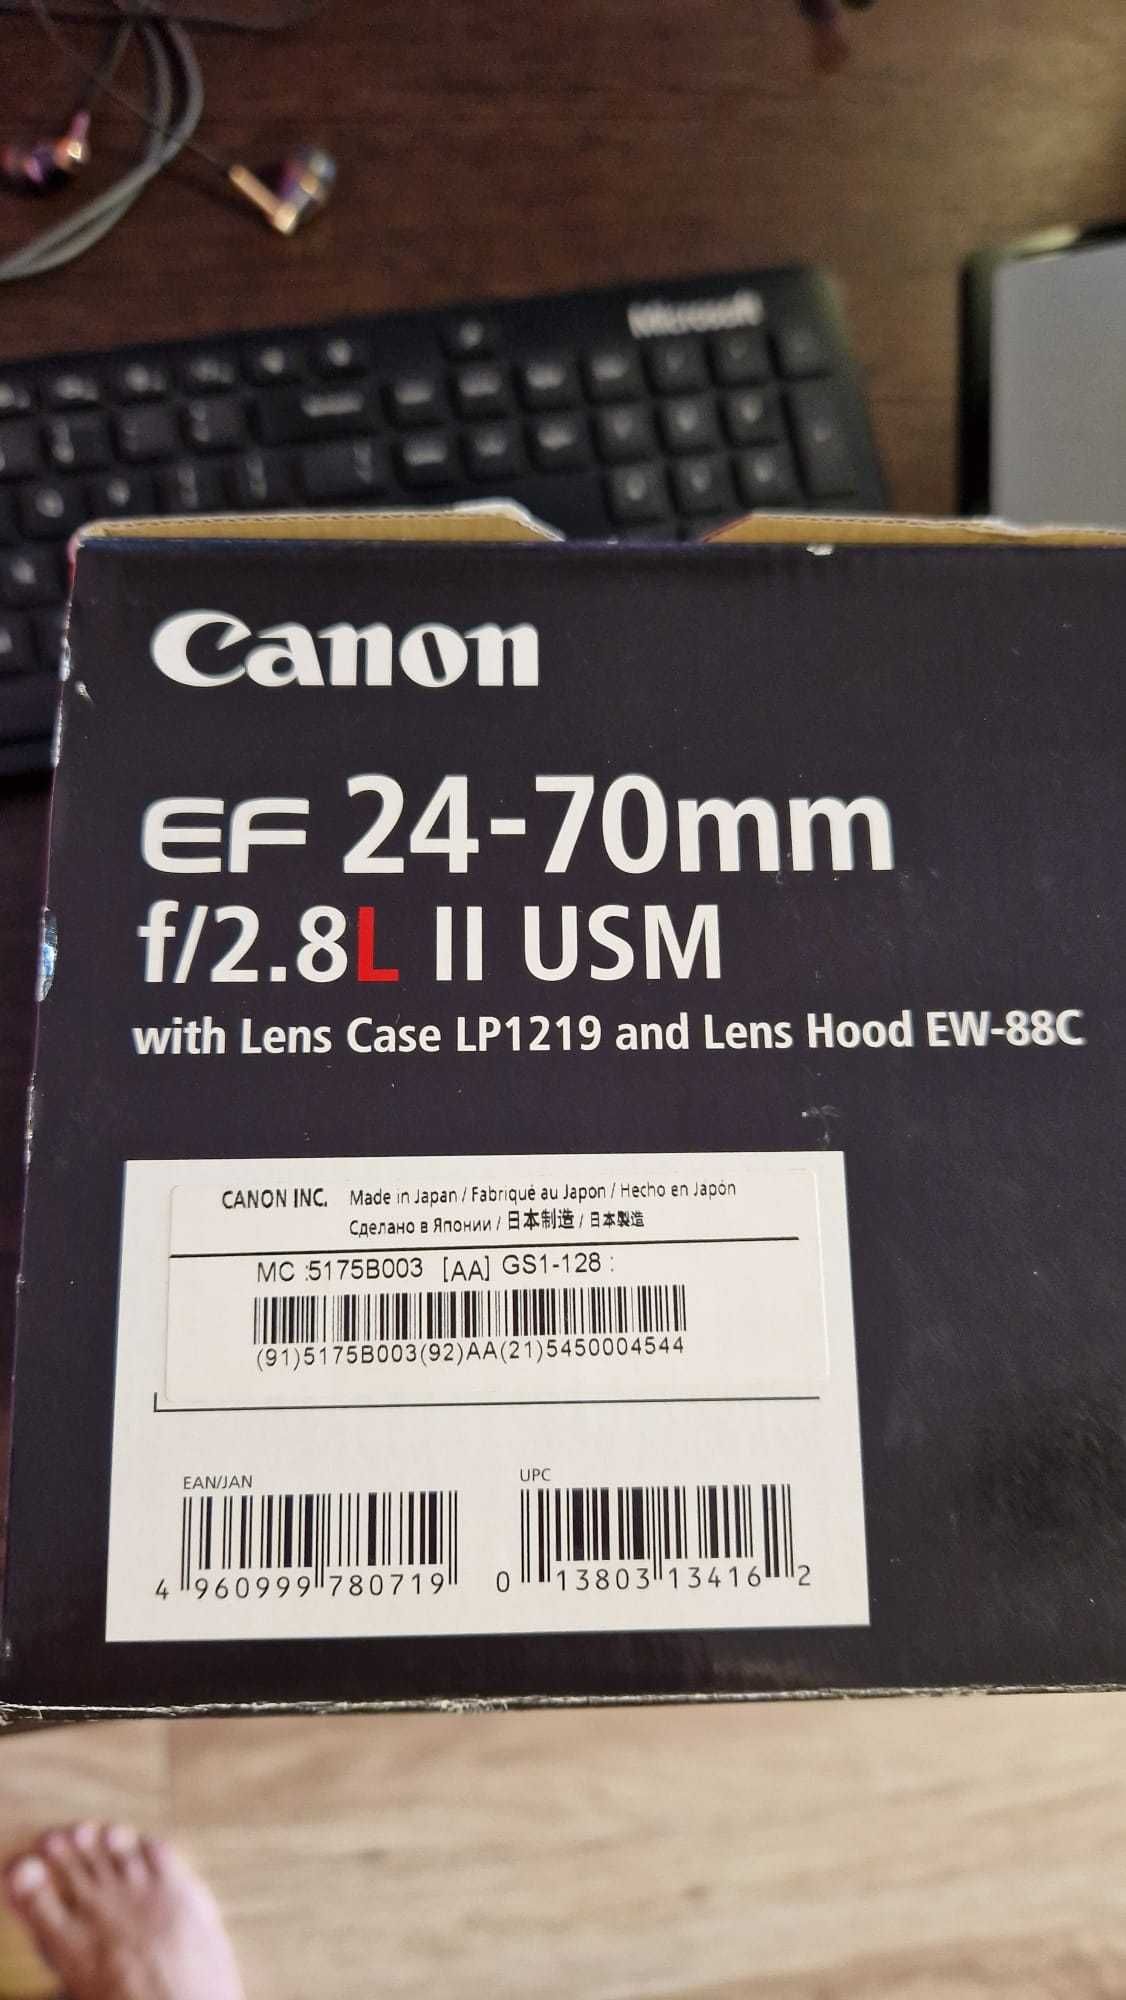 Microsoft
Canon
EF 24-70mm
f/2.8L II USM
with Lens Case LP1219 and Lens Hood EW-88C
CANON INC. Made in Japan / Fabriqué au Japon / Hecho en Japón
Сделано в Японии / 日本制造 / 日本製造
MC :5175B003 [AA] GS1-128 :
(91)5175B003(92)AA(21)5450004544
EAN/JAN
UPC
4 960999 780719
0 13803 13416 2